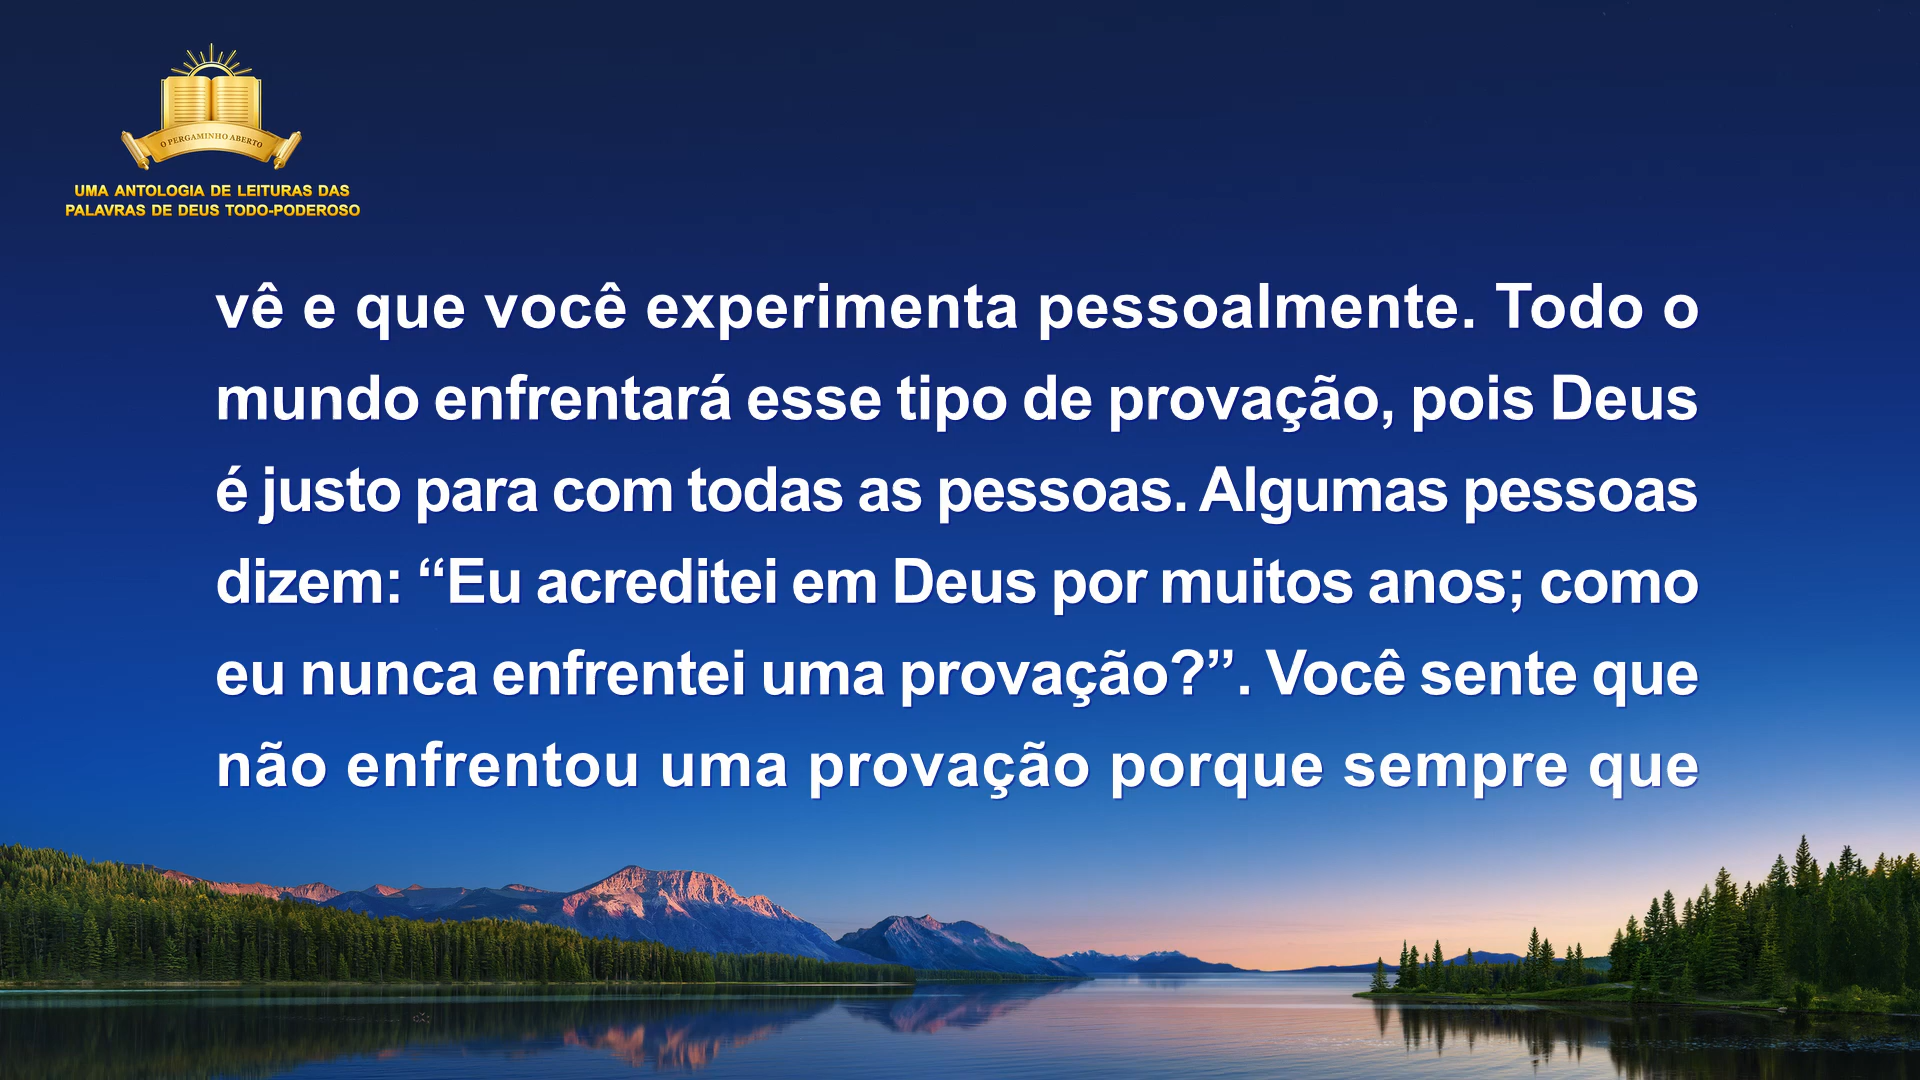 O PERGAMINHO ABERTO
UMA ANTOLOGIA DE LEITURAS DAS
PALAVRAS DE DEUS TODO-PODEROSO
vê e que você experimenta pessoalmente. Todo o
mundo enfrentará esse tipo de provação, pois Deus
é justo para com todas as pessoas. Algumas pessoas
dizem: “Eu acreditei em Deus por muitos anos; como
eu nunca enfrentei uma provação?”. Você sente que
não enfrentou uma provação porque sempre que